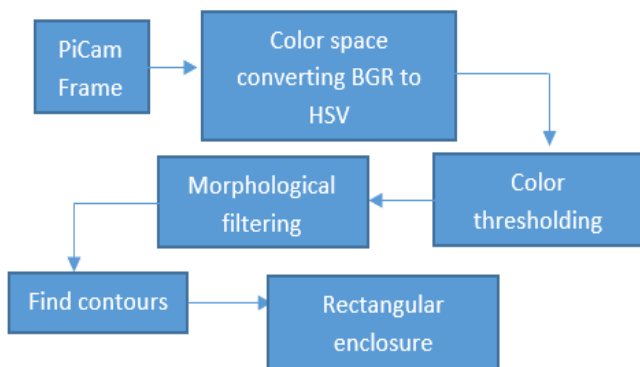 PiCam
Frame
Color space
converting BGR to
HSV
Color
thresholding
Morphological
filtering
Find contours
Rectangular
enclosure